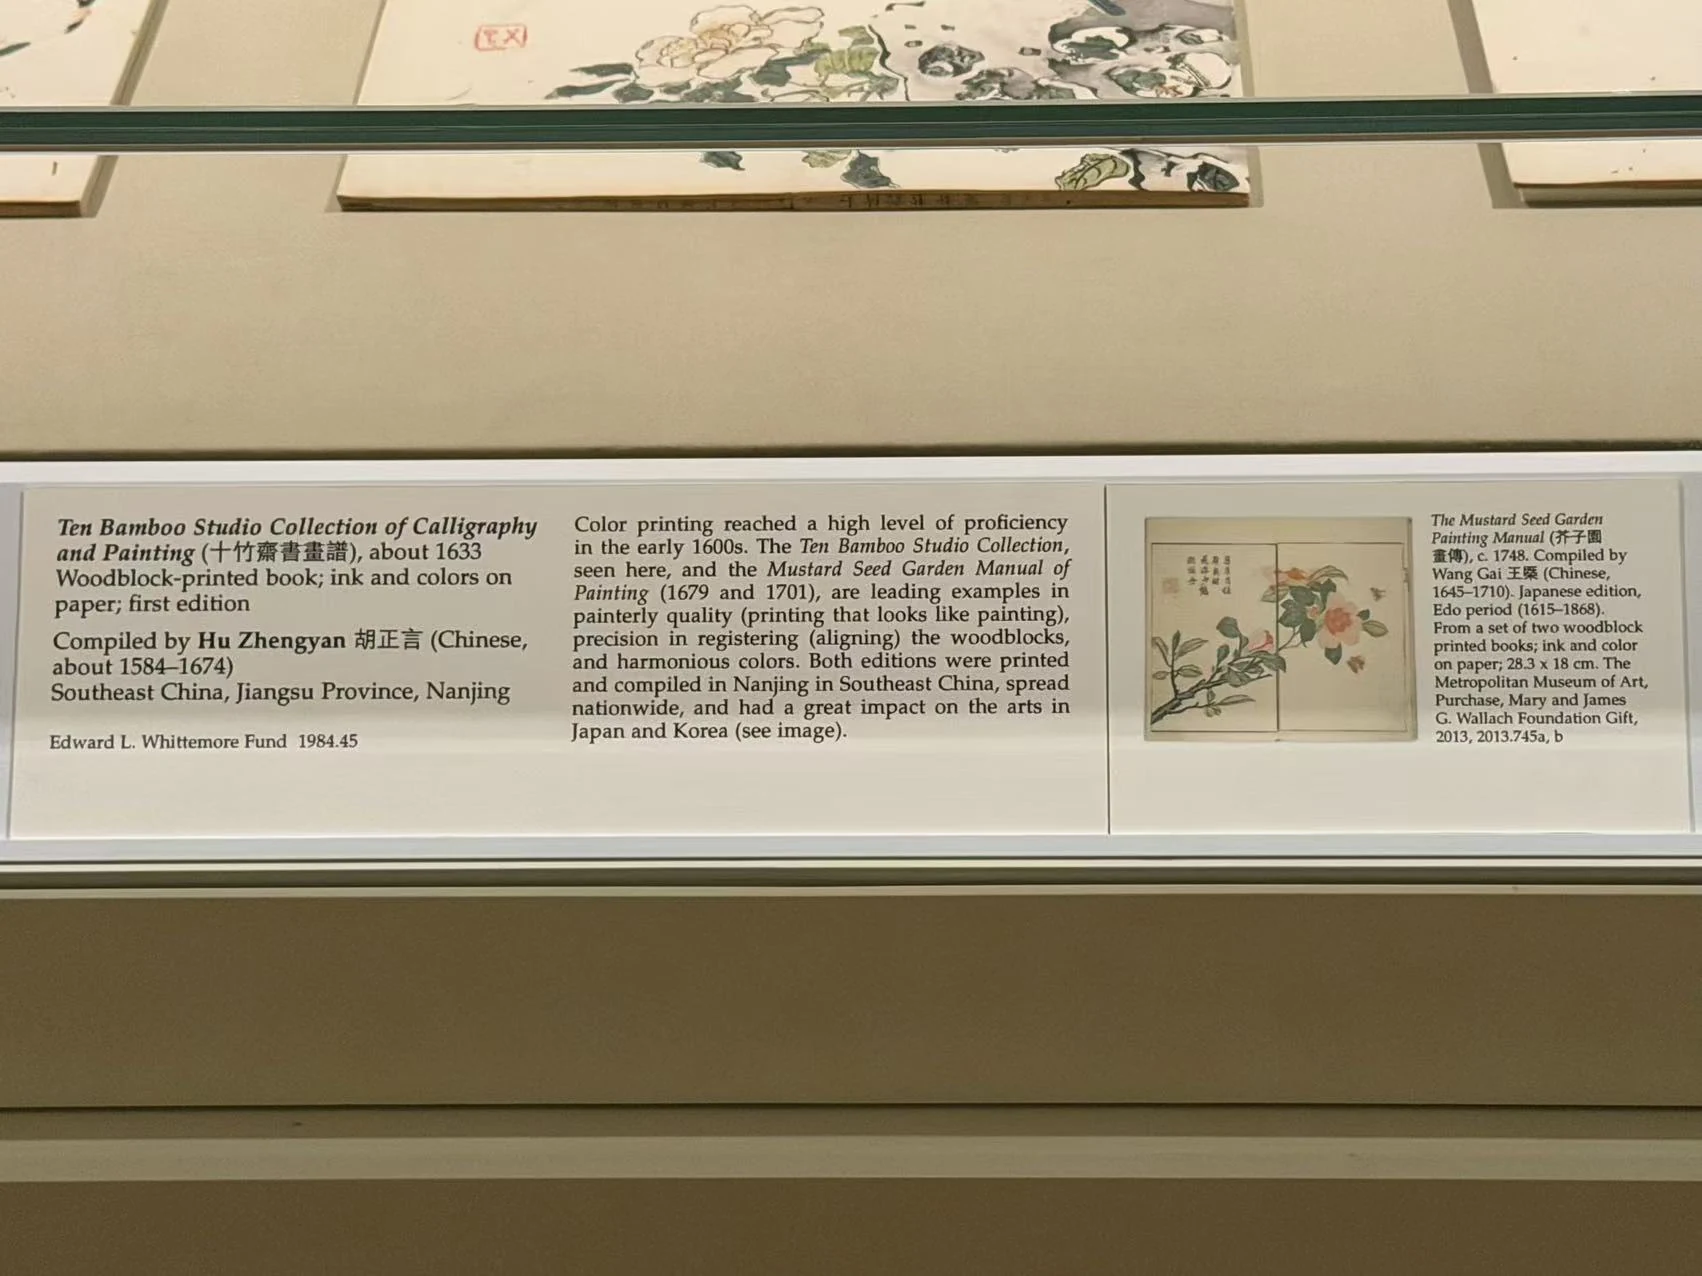 Ten Bamboo Studio Collection of Calligraphy
and Painting (十竹齋書畫譜), about 1633
Woodblock-printed book; ink and colors on
paper; first edition
Compiled by Hu Zhengyan 胡正言 (Chinese,
about 1584–1674)
Southeast China, Jiangsu Province, Nanjing
Edward L. Whittemore Fund 1984.45
Color printing reached a high level of proficiency
in the early 1600s. The Ten Bamboo Studio Collection,
seen here, and the Mustard Seed Garden Manual of
Painting (1679 and 1701), are leading examples in
painterly quality (printing that looks like painting),
precision in registering (aligning) the woodblocks,
and harmonious colors. Both editions were printed
and compiled in Nanjing in Southeast China, spread
nationwide, and had a great impact on the arts in
Japan and Korea (see image).
The Mustard Seed Garden
Painting Manual (芥子園
畫傳), c. 1748. Compiled by
Wang Gai 王槩 (Chinese,
1645–1710). Japanese edition,
Edo period (1615–1868).
From a set of two woodblock
printed books; ink and color
on paper; 28.3 x 18 cm. The
Metropolitan Museum of Art,
Purchase, Mary and James
G. Wallach Foundation Gift,
2013, 2013.745a, b